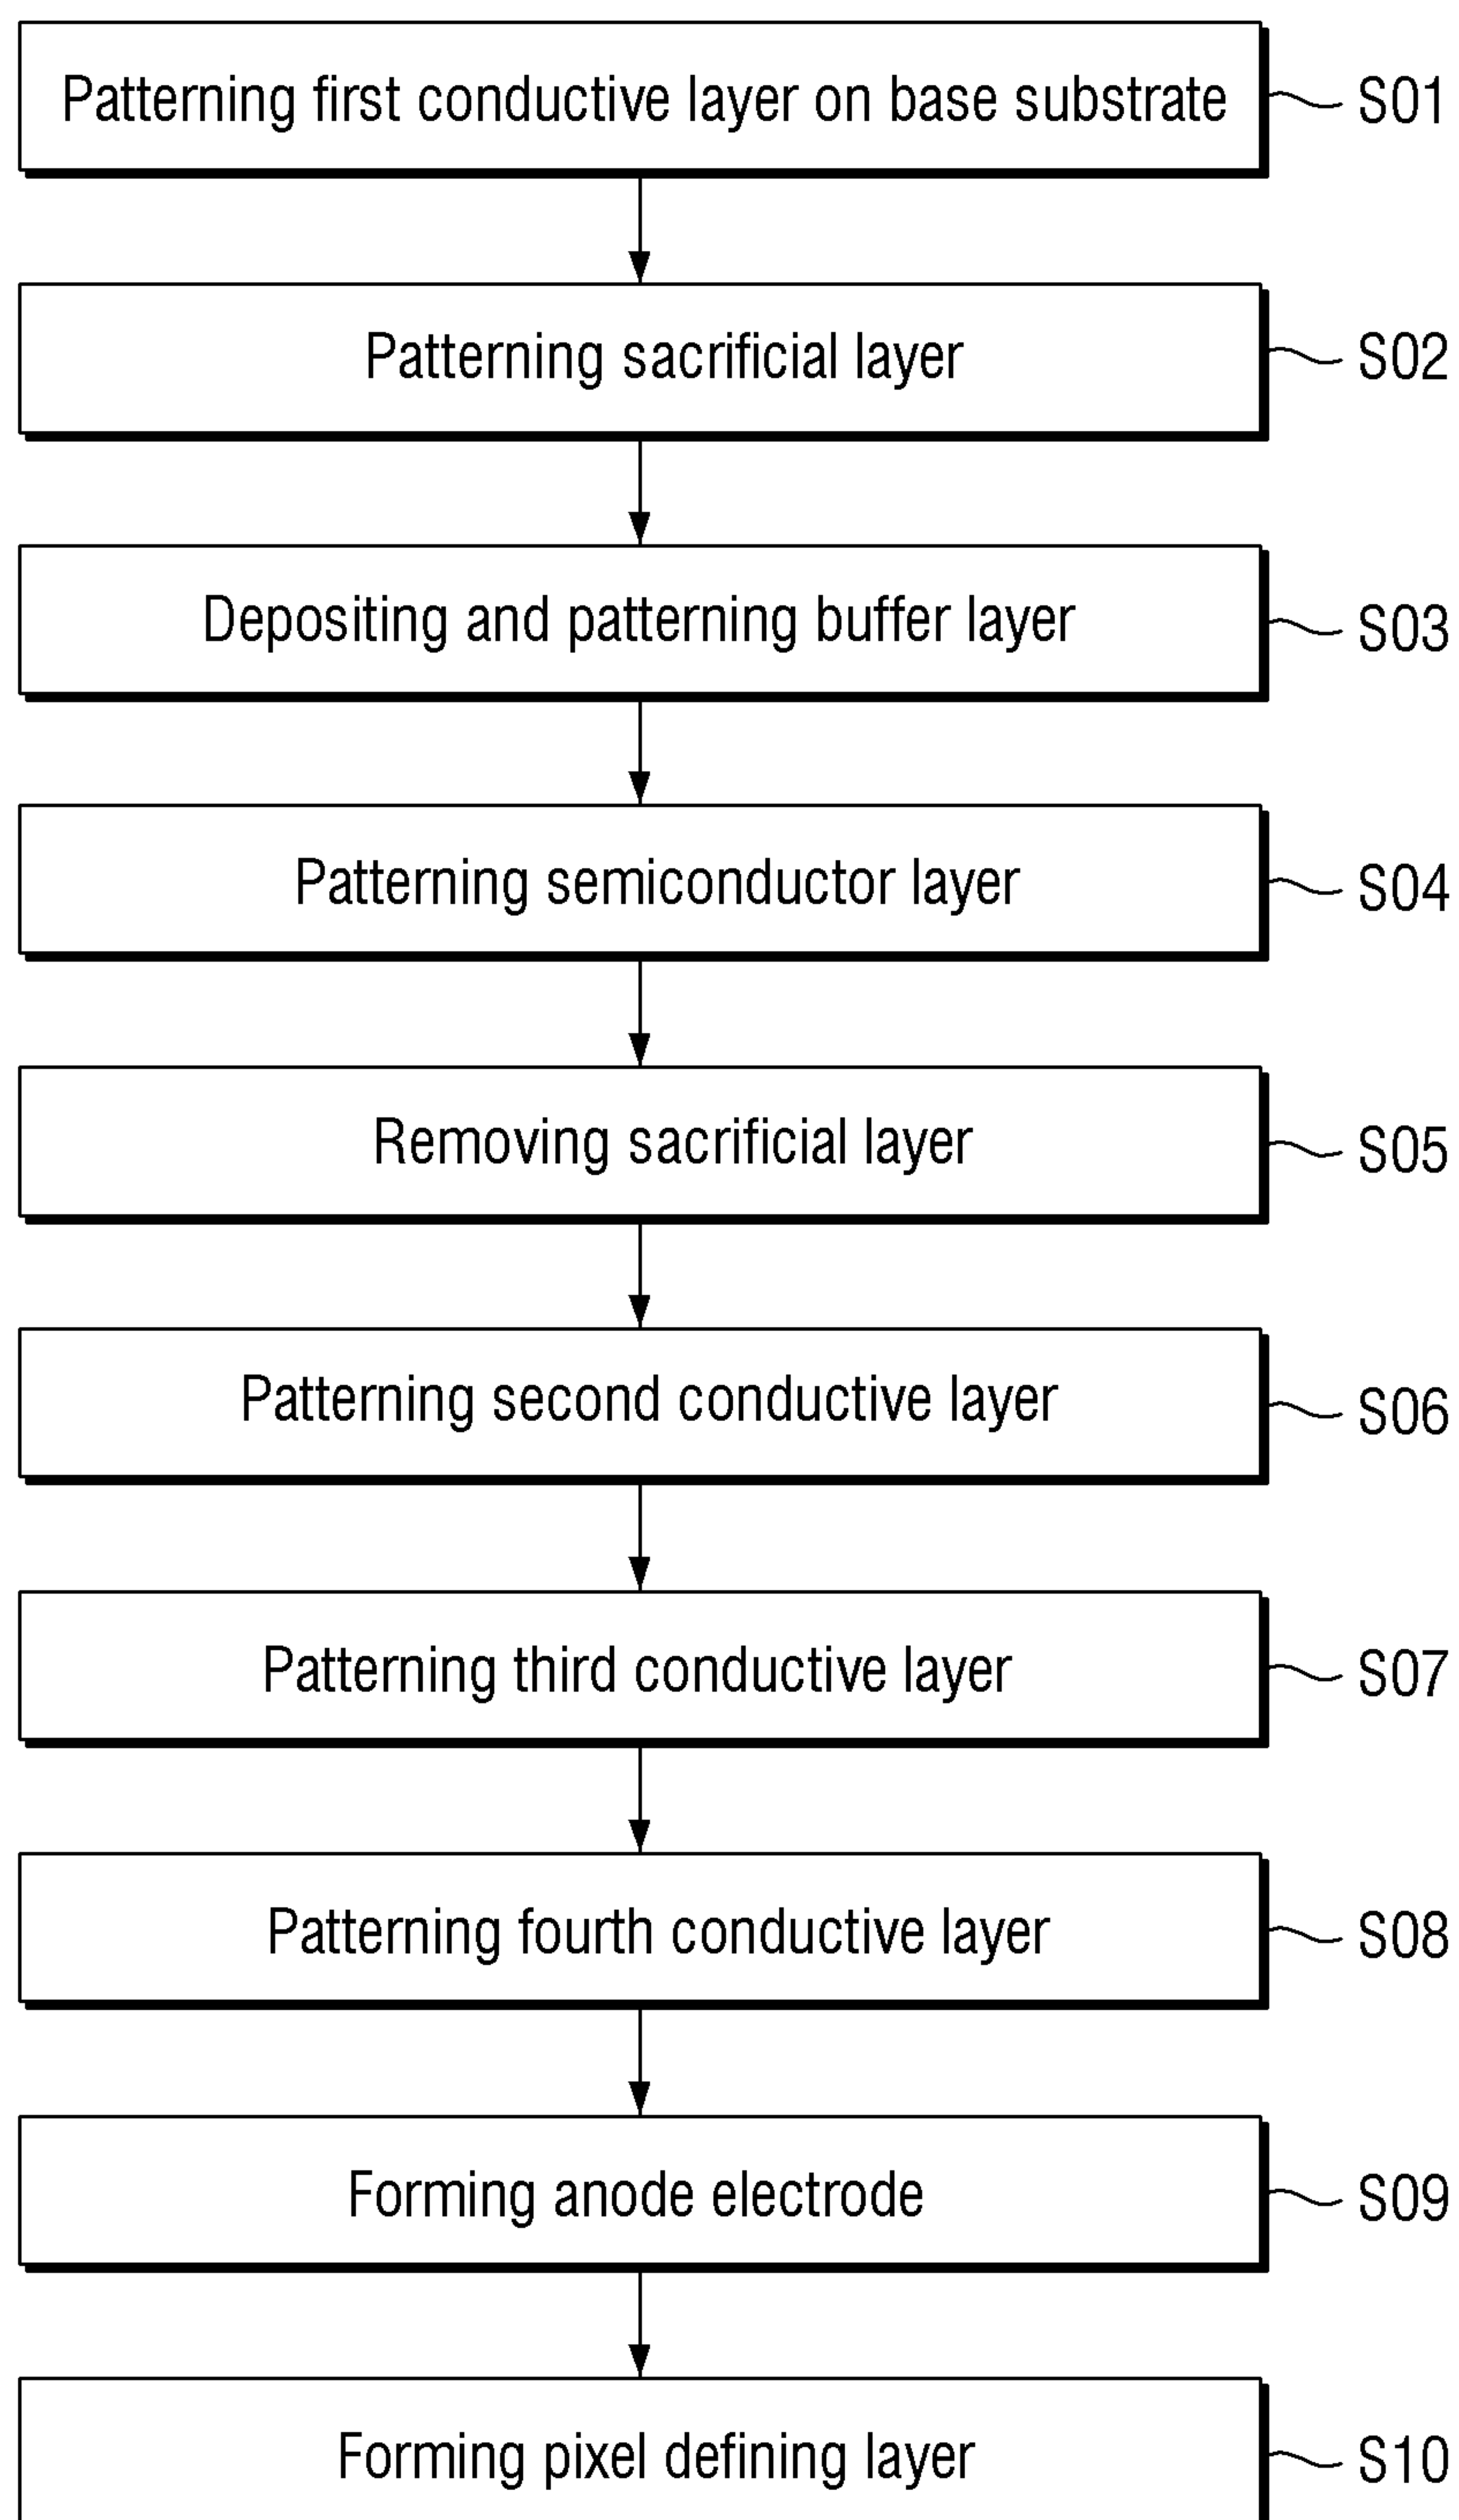 Patterning first conductive layer on base substrate S01
Patterning sacrificial layer S02
Depositing and patterning buffer layer S03
Patterning semiconductor layer S04
Removing sacrificial layer S05
Patterning second conductive layer S06
Patterning third conductive layer S07
Patterning fourth conductive layer S08
Forming anode electrode S09
Forming pixel defining layer S10